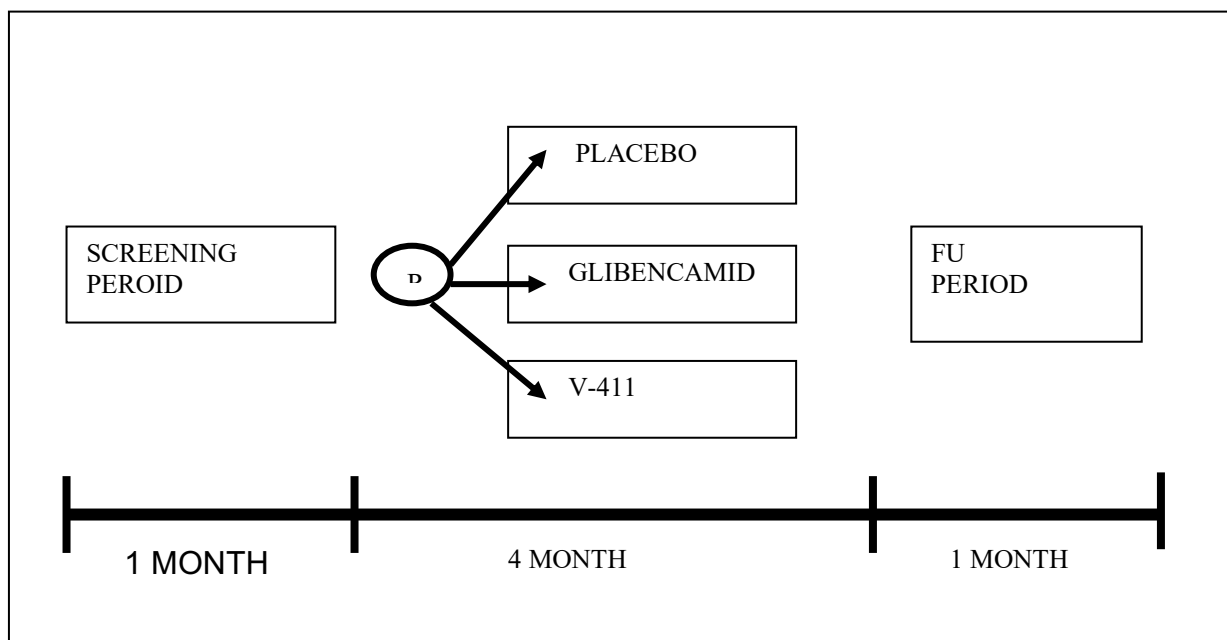 PLACEBO
SCREENING
PEROID
GLIBENCAMID
FU
PERIOD
V-411
1 MONTH
4 MONTH
1 MONTH